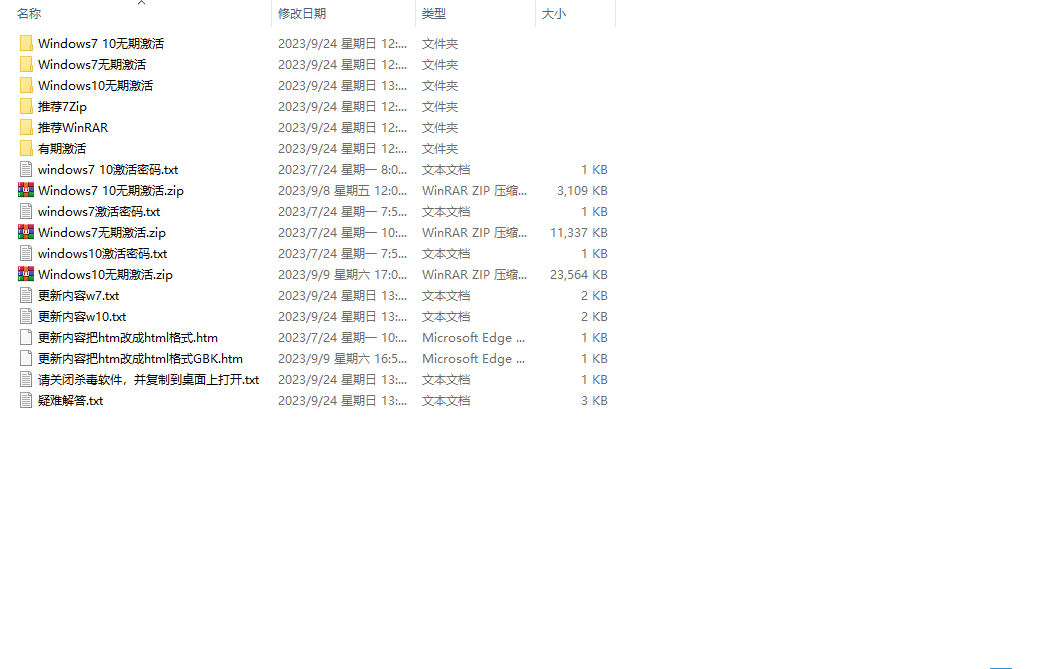 名称 修改日期 类型 大小
Windows7 10无期激活 2023/9/24 星期日 12:... 文件夹
Windows7无期激活 2023/9/24 星期日 12:... 文件夹
Windows10无期激活 2023/9/24 星期日 13:... 文件夹
推荐7Zip 2023/9/24 星期日 12:... 文件夹
推荐WinRAR 2023/9/24 星期日 12:... 文件夹
有期激活 2023/9/24 星期日 12:... 文件夹
windows7 10激活密码.txt 2023/7/24 星期一 8:0... 文本文档 1 KB
Windows7 10无期激活.zip 2023/9/8 星期五 12:0... WinRAR ZIP 压缩... 3,109 KB
windows7激活密码.txt 2023/7/24 星期一 7:5... 文本文档 1 KB
Windows7无期激活.zip 2023/7/24 星期一 10:... WinRAR ZIP 压缩... 11,337 KB
windows10激活密码.txt 2023/7/24 星期一 7:5... 文本文档 1 KB
Windows10无期激活.zip 2023/9/9 星期六 17:0... WinRAR ZIP 压缩... 23,564 KB
更新内容w7.txt 2023/9/24 星期日 13:... 文本文档 2 KB
更新内容w10.txt 2023/9/24 星期日 13:... 文本文档 2 KB
更新内容把htm改成html格式.htm 2023/7/24 星期一 10:... Microsoft Edge ... 1 KB
更新内容把htm改成html格式GBK.htm 2023/9/9 星期六 16:5... Microsoft Edge ... 1 KB
请关闭杀毒软件，并复制到桌面上打开.txt 2023/9/24 星期日 13:... 文本文档 1 KB
疑难解答.txt 2023/9/24 星期日 13:... 文本文档 3 KB